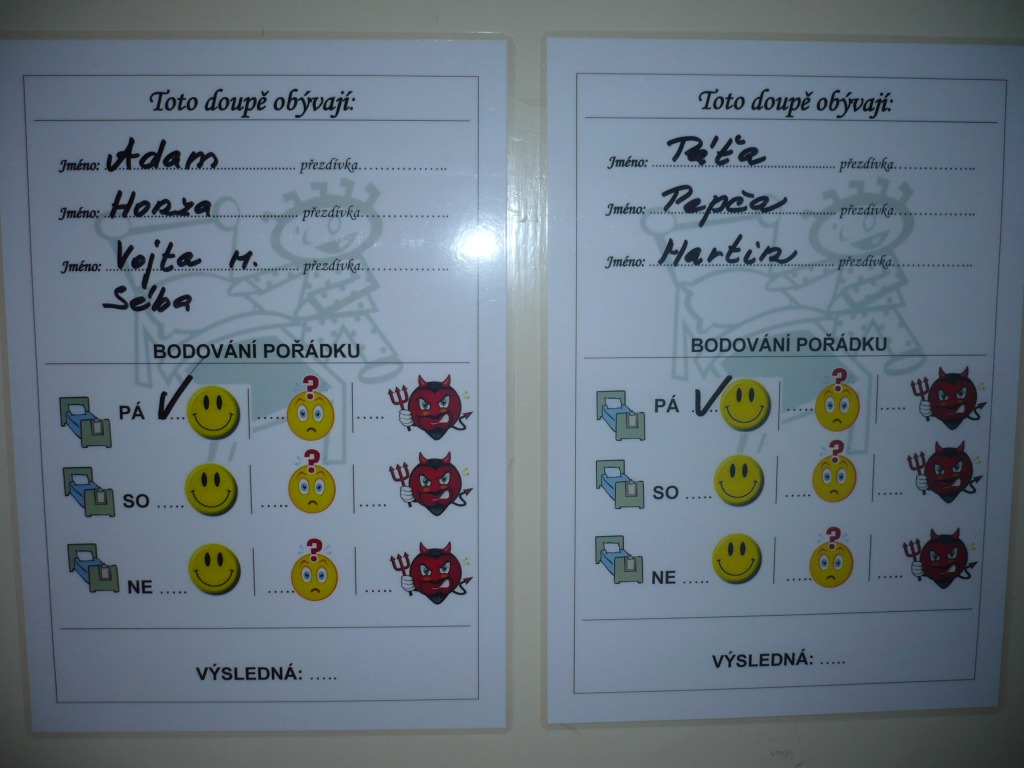 Toto doupě obývají:
Jméno: Adam přezdívka
Jméno: Honza přezdívka
Jméno: Vojta M. přezdívka
Séba
BODOVÁNÍ POŘÁDKU
PÁ ..... ? ..... .....
SO ..... ? ..... .....
NE ..... ? ..... .....
VÝSLEDNÁ: .....
Toto doupě obývají:
Jméno: Páťa přezdívka
Jméno: Pepča přezdívka
Jméno: Martin přezdívka
BODOVÁNÍ POŘÁDKU
PÁ ..... ? ..... .....
SO ..... ? ..... .....
NE ..... ? ..... .....
VÝSLEDNÁ: .....